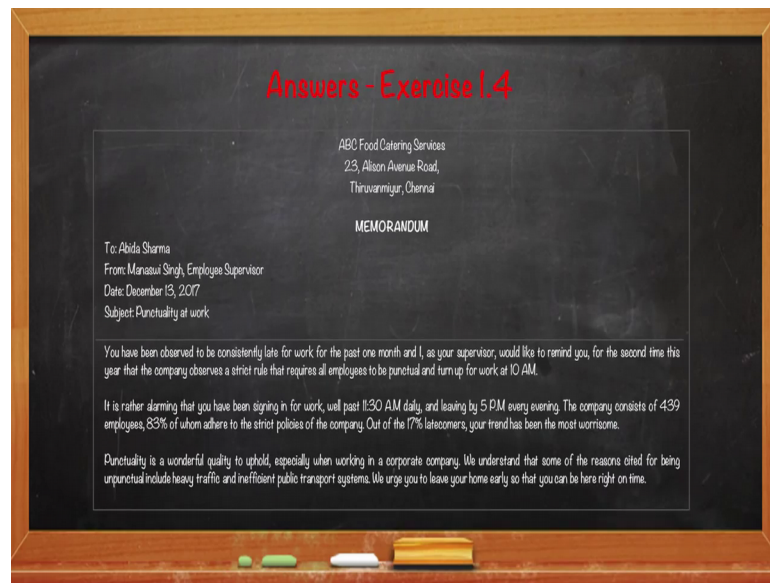 Answers - Exercise 1.4
ABC Food Catering Services
23, Alison Avenue Road,
Thiruvanmiyur, Chennai
MEMORANDUM
To: Abida Sharma
From: Manaswi Singh, Employee Supervisor
Date: December 13, 2017
Subject: Punctuality at work
You have been observed to be consistently late for work for the past one month and I, as your supervisor, would like to remind you, for the second time this
year that the company observes a strict rule that requires all employees to be punctual and turn up for work at 10 AM.
It is rather alarming that you have been signing in for work, well past 11:30 A.M daily, and leaving by 5 P.M every evening. The company consists of 439
employees, 83% of whom adhere to the strict policies of the company. Out of the 17% latecomers, your trend has been the most worrisome.
Punctuality is a wonderful quality to uphold, especially when working in a corporate company. We understand that some of the reasons cited for being
unpunctual include heavy traffic and inefficient public transport systems. We urge you to leave your home early so that you can be here right on time.